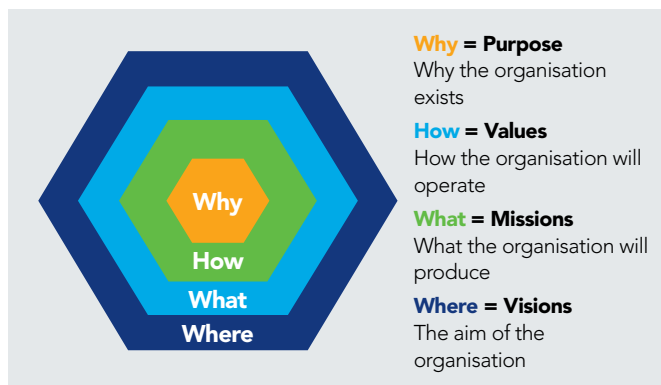 Why
How
What
Where
Why = Purpose
Why the organisation
exists
How = Values
How the organisation will
operate
What = Missions
What the organisation will
produce
Where = Visions
The aim of the
organisation